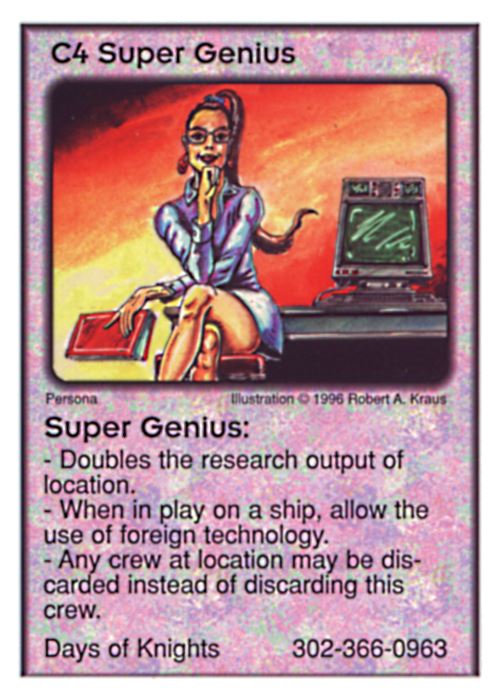 C4 Super Genius
Persona
Illustration © 1996 Robert A. Kraus
Super Genius:
- Doubles the research output of
location.
- When in play on a ship, allow the
use of foreign technology.
- Any crew at location may be dis-
carded instead of discarding this
crew.
Days of Knights 302-366-0963